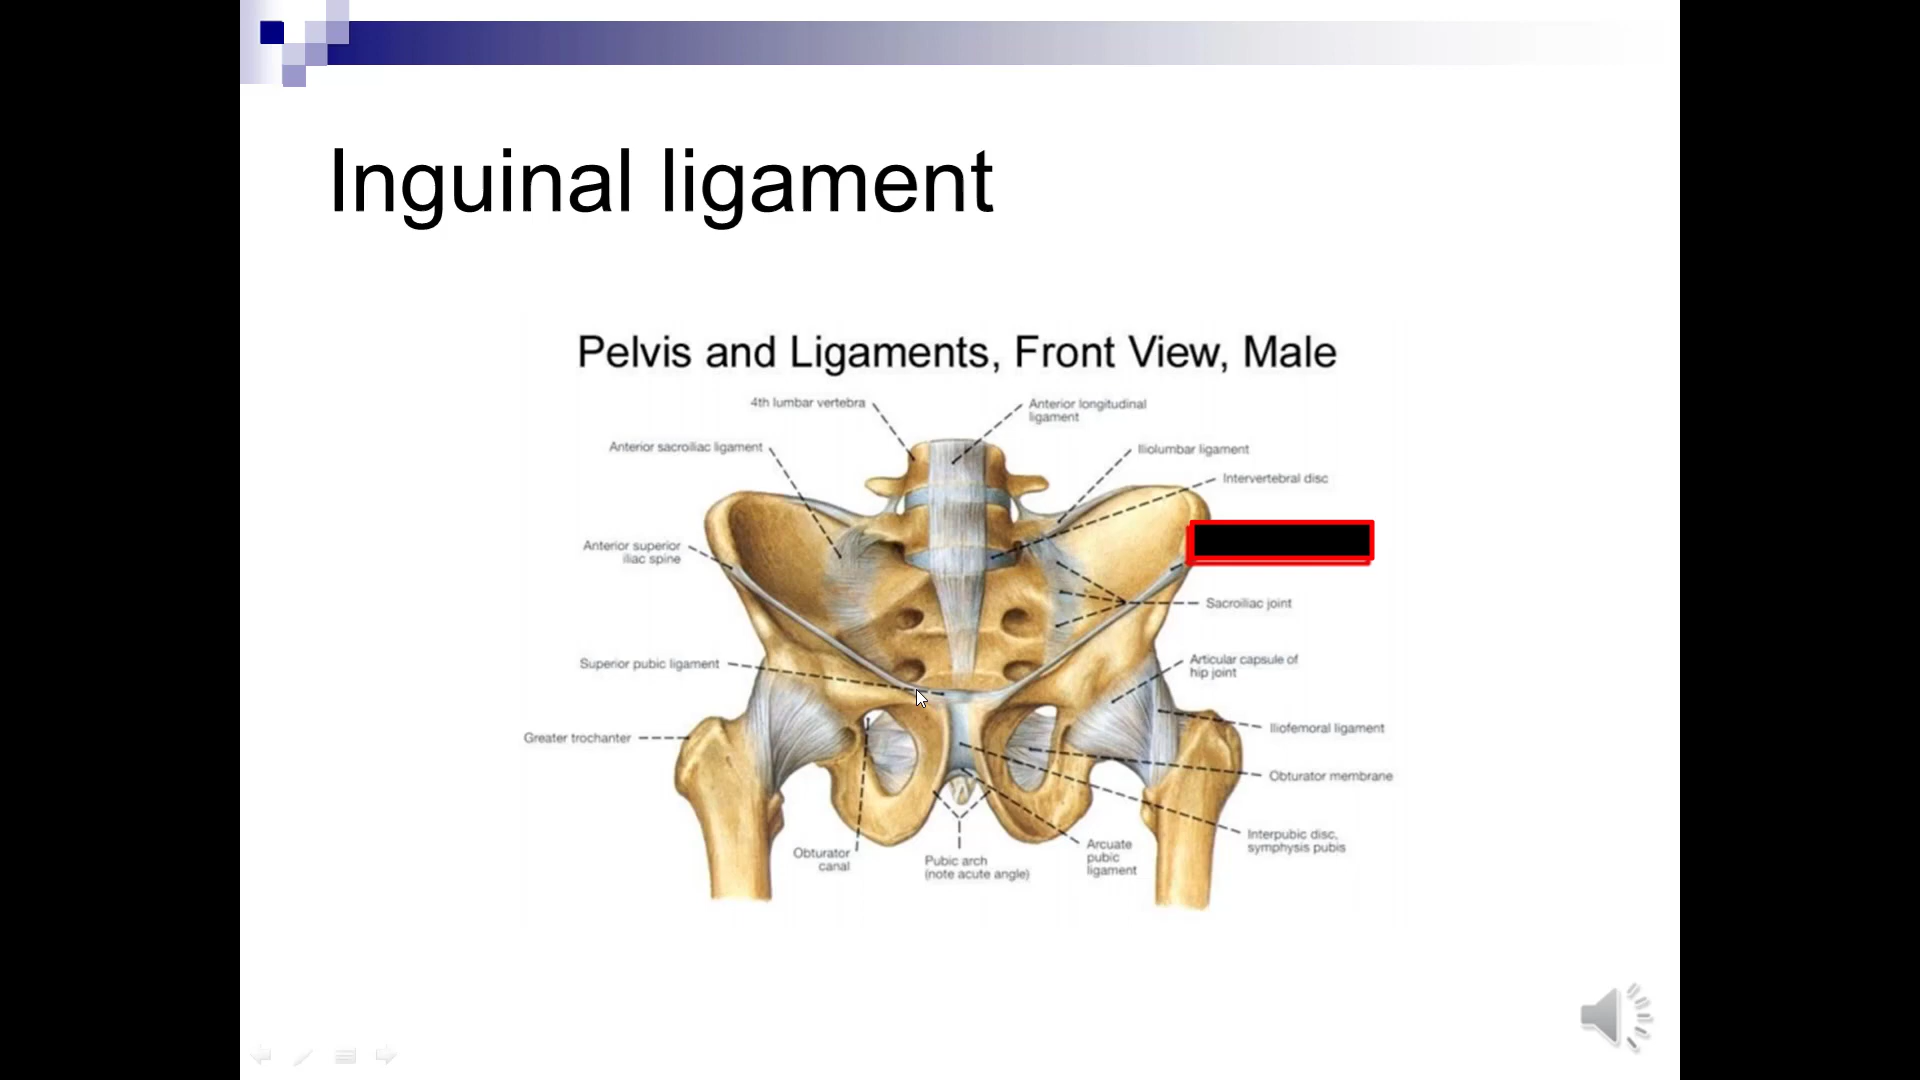 Inguinal ligament
Pelvis and Ligaments, Front View, Male
4th lumbar vertebra
Anterior longitudinal
ligament
Anterior sacroiliac ligament
Iliolumbar ligament
Intervertebral disc
Anterior superior
iliac spine
Sacroiliac joint
Superior pubic ligament
Articular capsule of
hip joint
Greater trochanter
Iliofemoral ligament
Obturator membrane
Interpubic disc,
symphysis pubis
Obturator
canal
Pubic arch
(note acute angle)
Arcuate
pubic
ligament